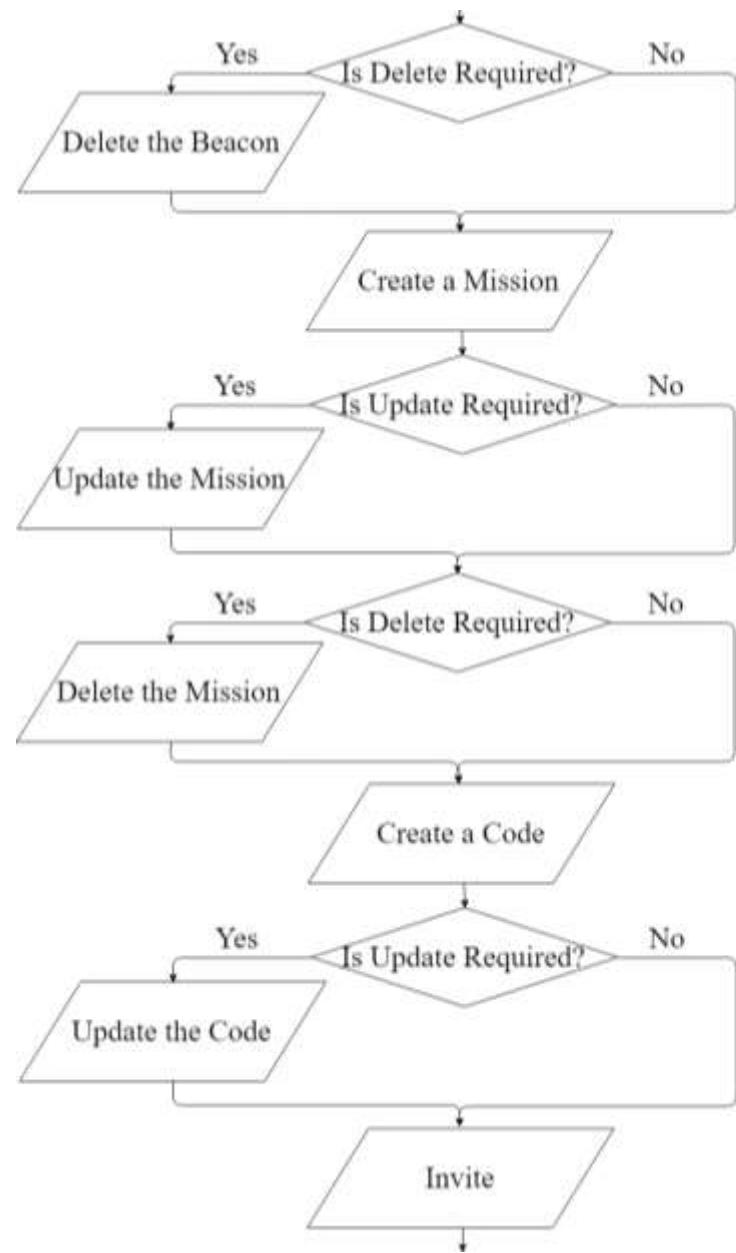 Yes
Is Delete Required?
No
Delete the Beacon
Create a Mission
Yes
Is Update Required?
No
Update the Mission
Yes
Is Delete Required?
No
Delete the Mission
Create a Code
Yes
Is Update Required?
No
Update the Code
Invite